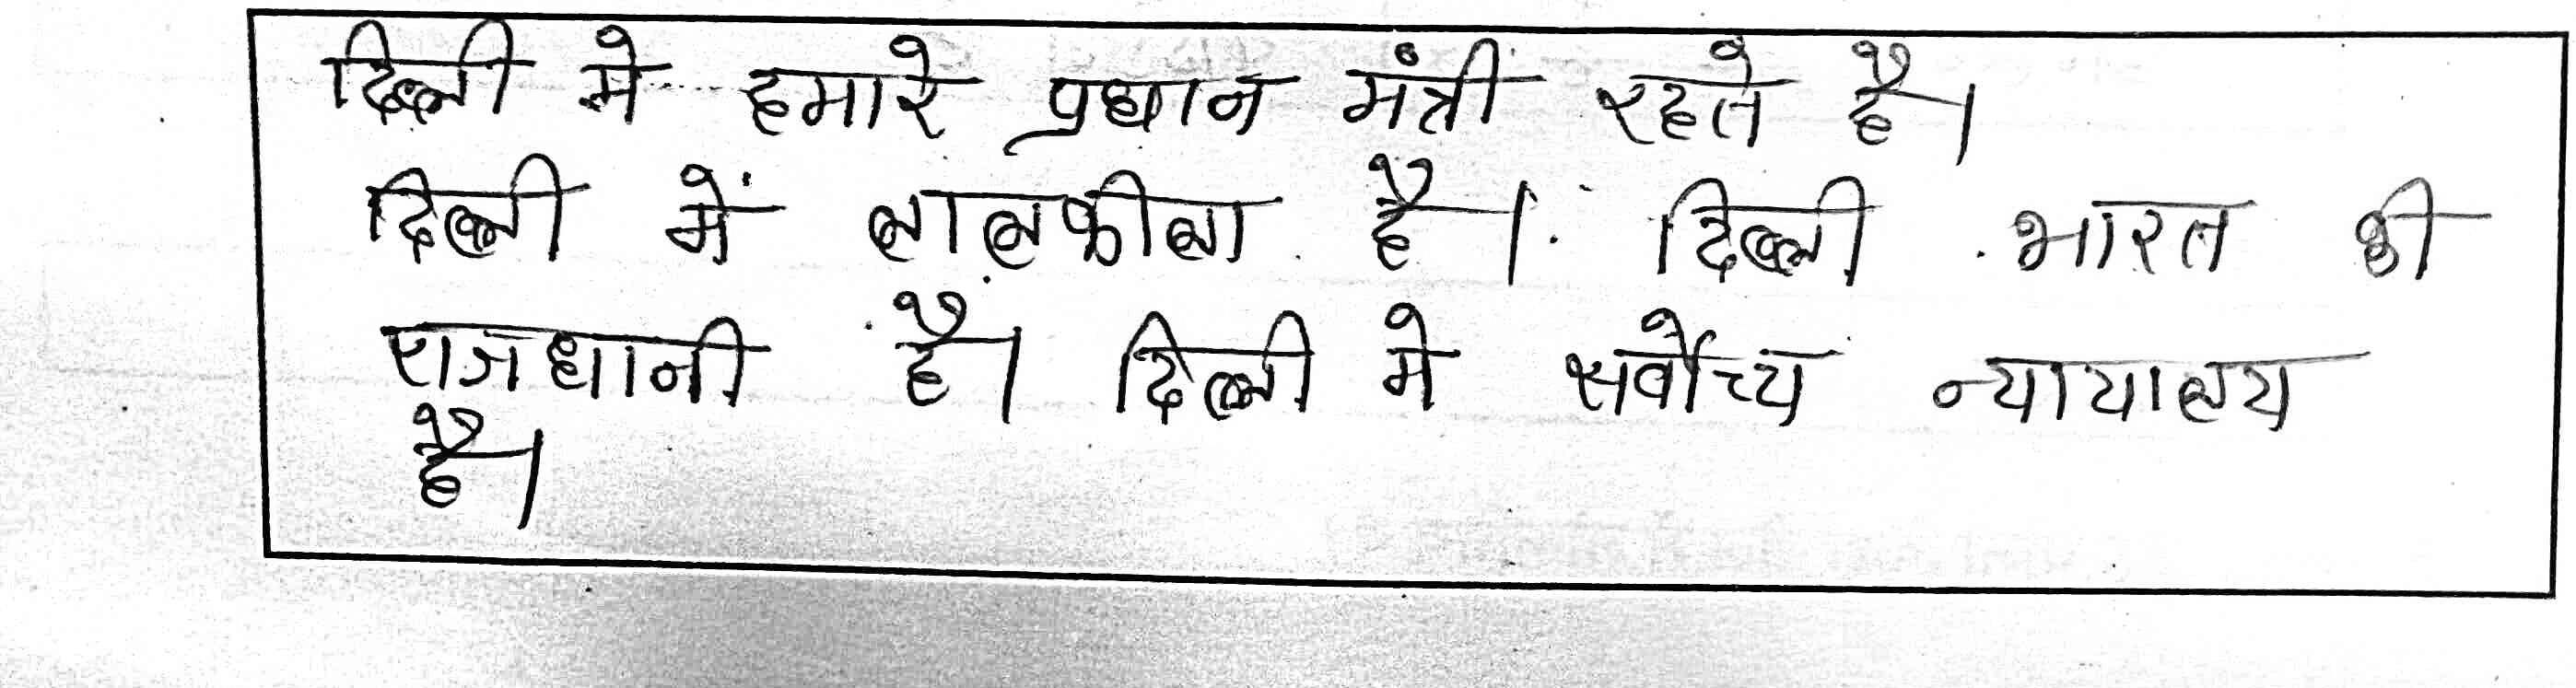 दिल्ली मे हमारे प्रधान मंत्री रहते है।
दिल्ली में लालकीला है। दिल्ली भारत की
राजधानी है। दिल्ली मे सर्वोच्च न्यायालय
है।